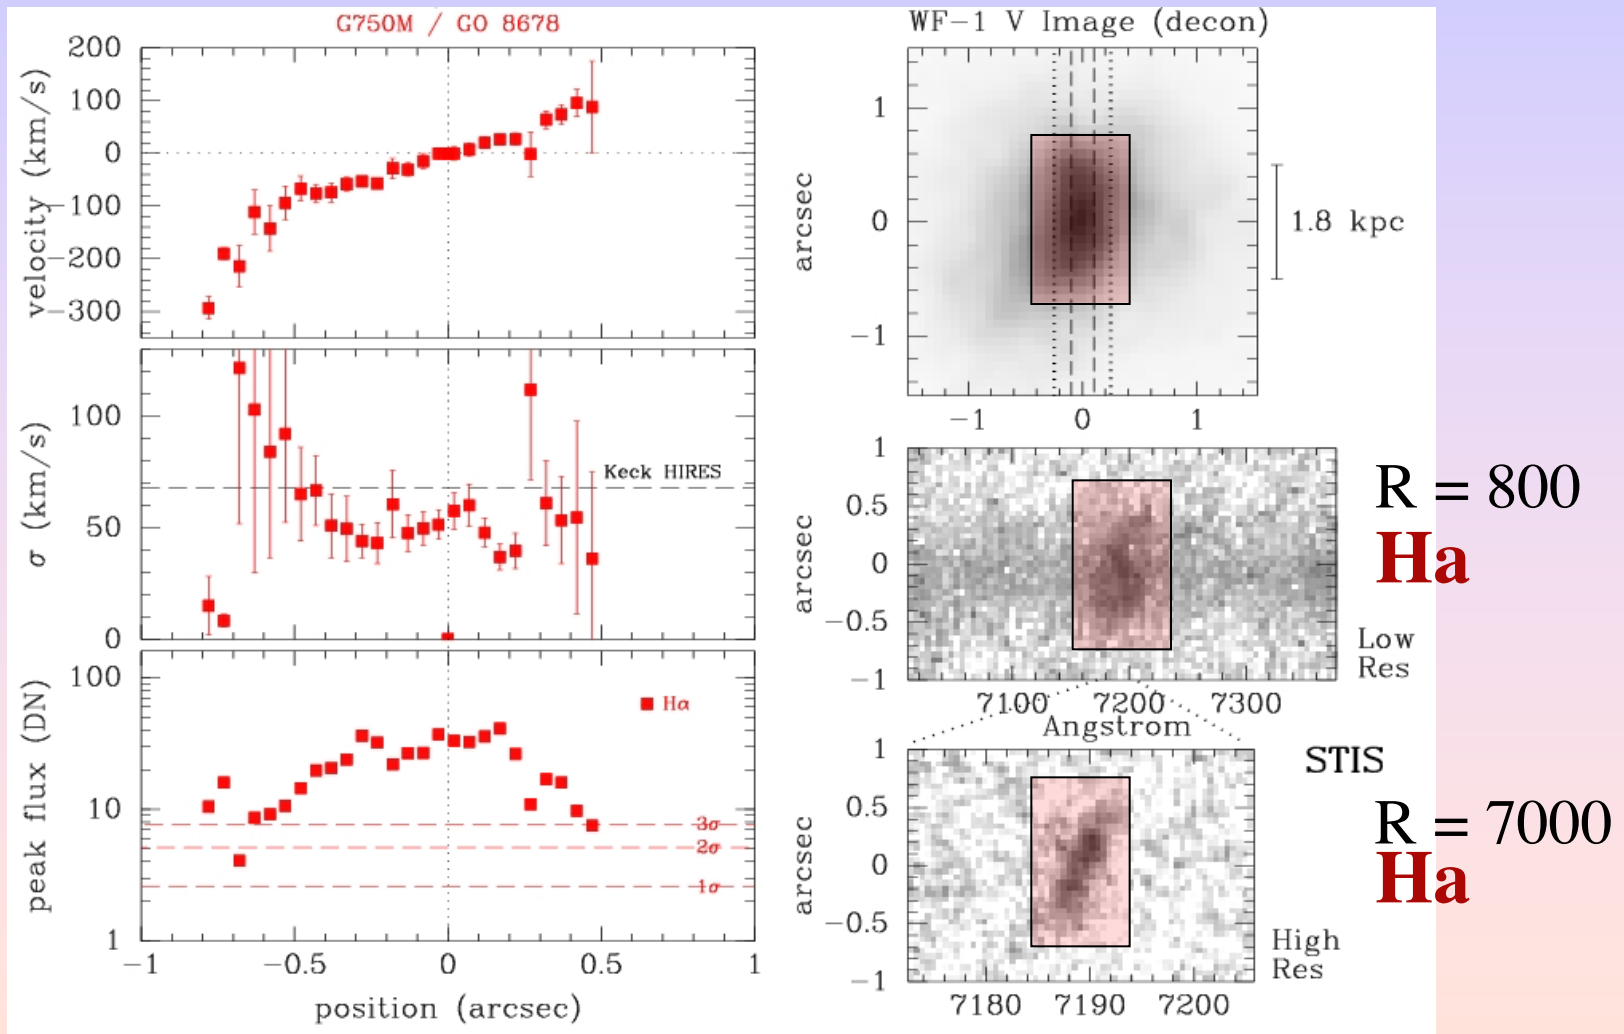 G750M / GO 8678
200
100
0
−100
−200
−300
velocity (km/s)
100
50
0
σ (km/s)
Keck HIRES
100
10
1
peak flux (DN)
Hα
3σ
2σ
1σ
−1
−0.5
0
0.5
1
position (arcsec)
WF−1 V Image (decon)
1
0
−1
arcsec
−1
0
1
1.8 kpc
1
0.5
0
−0.5
−1
arcsec
7100
7200
7300
Angstrom
Low
Res
R = 800
Ha
1
0.5
0
−0.5
−1
arcsec
7180
7190
7200
High
Res
STIS
R = 7000
Ha